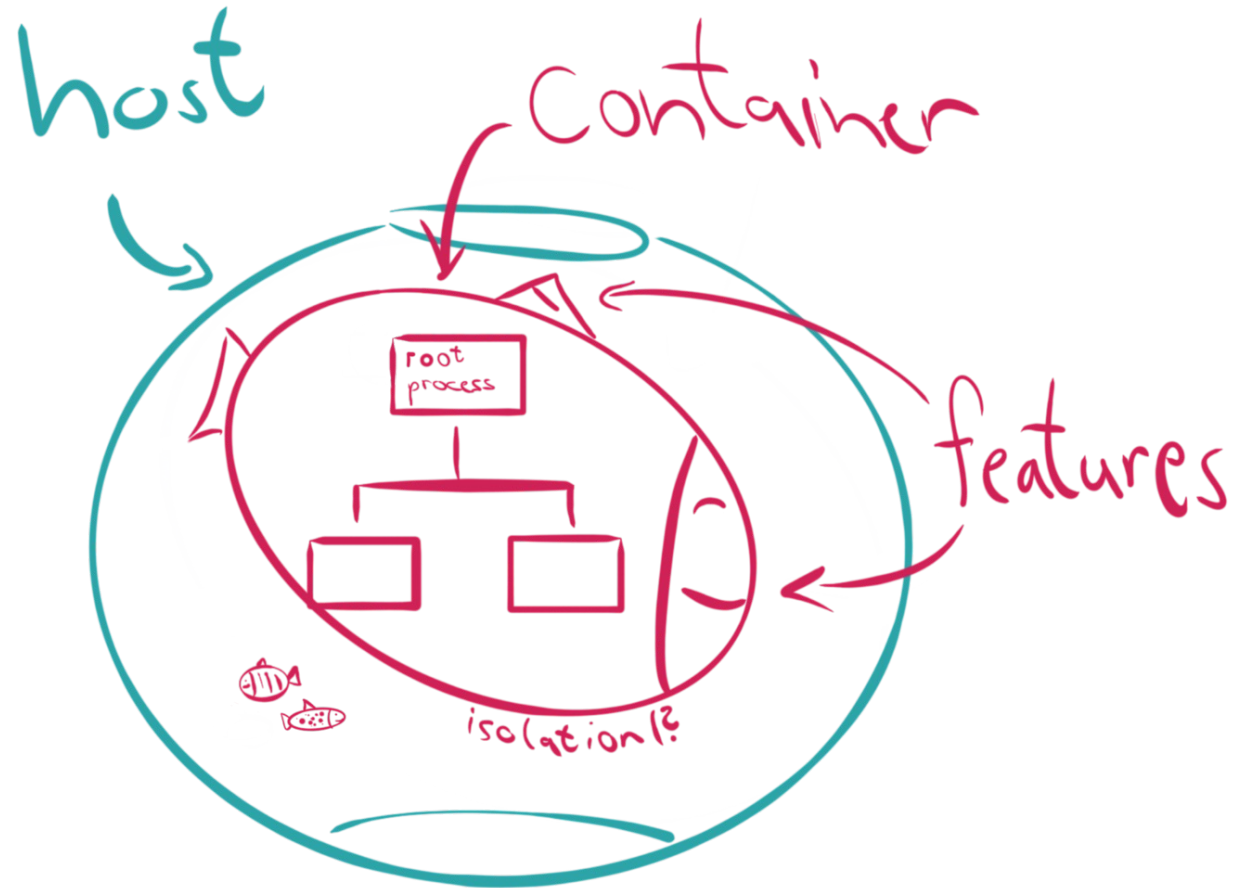 host
Container
root
process
features
isolation!?